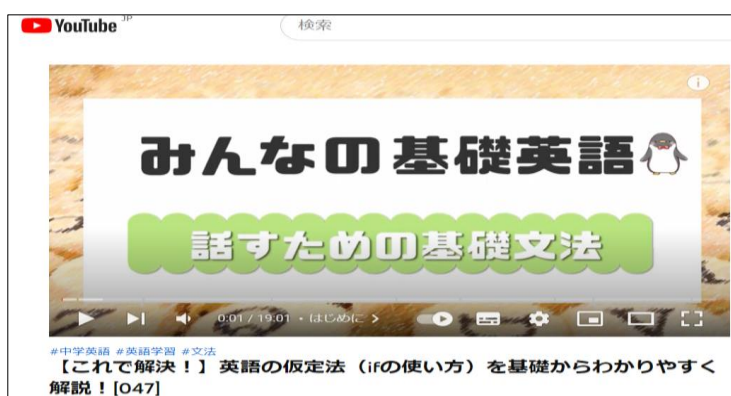 YouTube JP
検索
みんなの基礎英語
話すための基礎文法
0:01 / 19:01 • はじめに >
#中学英語 #英語学習 #文法
【これで解決！】英語の仮定法（ifの使い方）を基礎からわかりやすく
解説！[047]